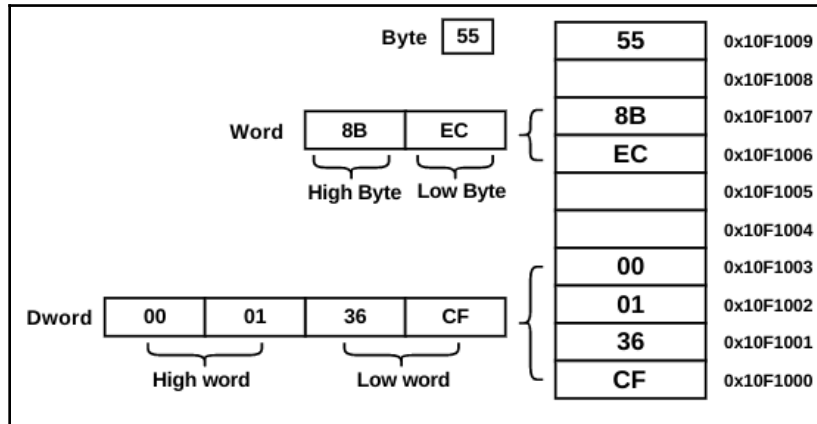 Byte 55 55 0x10F1009
0x10F1008
Word 8B EC 8B 0x10F1007
EC 0x10F1006
High Byte Low Byte 0x10F1005
0x10F1004
00 0x10F1003
Dword 00 01 36 CF 01 0x10F1002
36 0x10F1001
High word Low word CF 0x10F1000